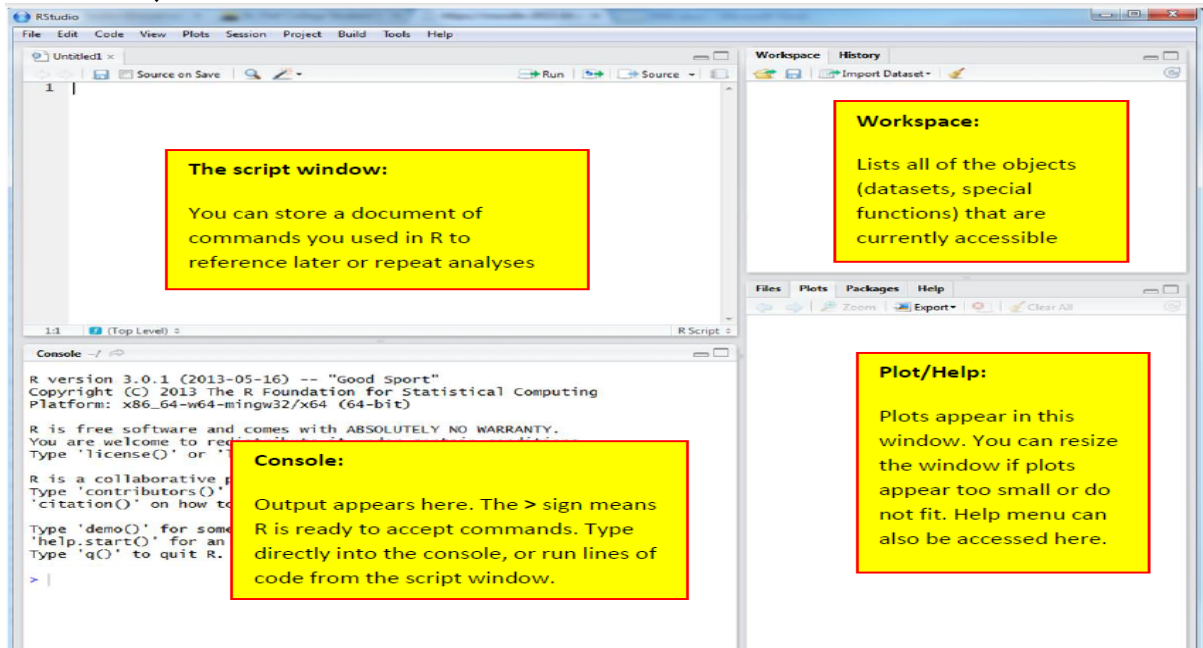 RStudio
File Edit Code View Plots Session Project Build Tools Help
Untitled1 ×
Source on Save
Run
Source
1
The script window:
You can store a document of
commands you used in R to
reference later or repeat analyses
1:1 (Top Level)
R Script
Console ~/
R version 3.0.1 (2013-05-16) -- "Good Sport"
Copyright (C) 2013 The R Foundation for Statistical Computing
Platform: x86_64-w64-mingw32/x64 (64-bit)
R is free software and comes with ABSOLUTELY NO WARRANTY.
You are welcome to
Type 'license()' or
R is a collaborative
Type 'contributors()'
'citation()' on how to
Type 'demo()' for some
'help.start()' for an
Type 'q()' to quit R.
>
Console:
Output appears here. The > sign means
R is ready to accept commands. Type
directly into the console, or run lines of
code from the script window.
Workspace History
Import Dataset
Workspace:
Lists all of the objects
(datasets, special
functions) that are
currently accessible
Files Plots Packages Help
Zoom Export Clear All
Plot/Help:
Plots appear in this
window. You can resize
the window if plots
appear too small or do
not fit. Help menu can
also be accessed here.